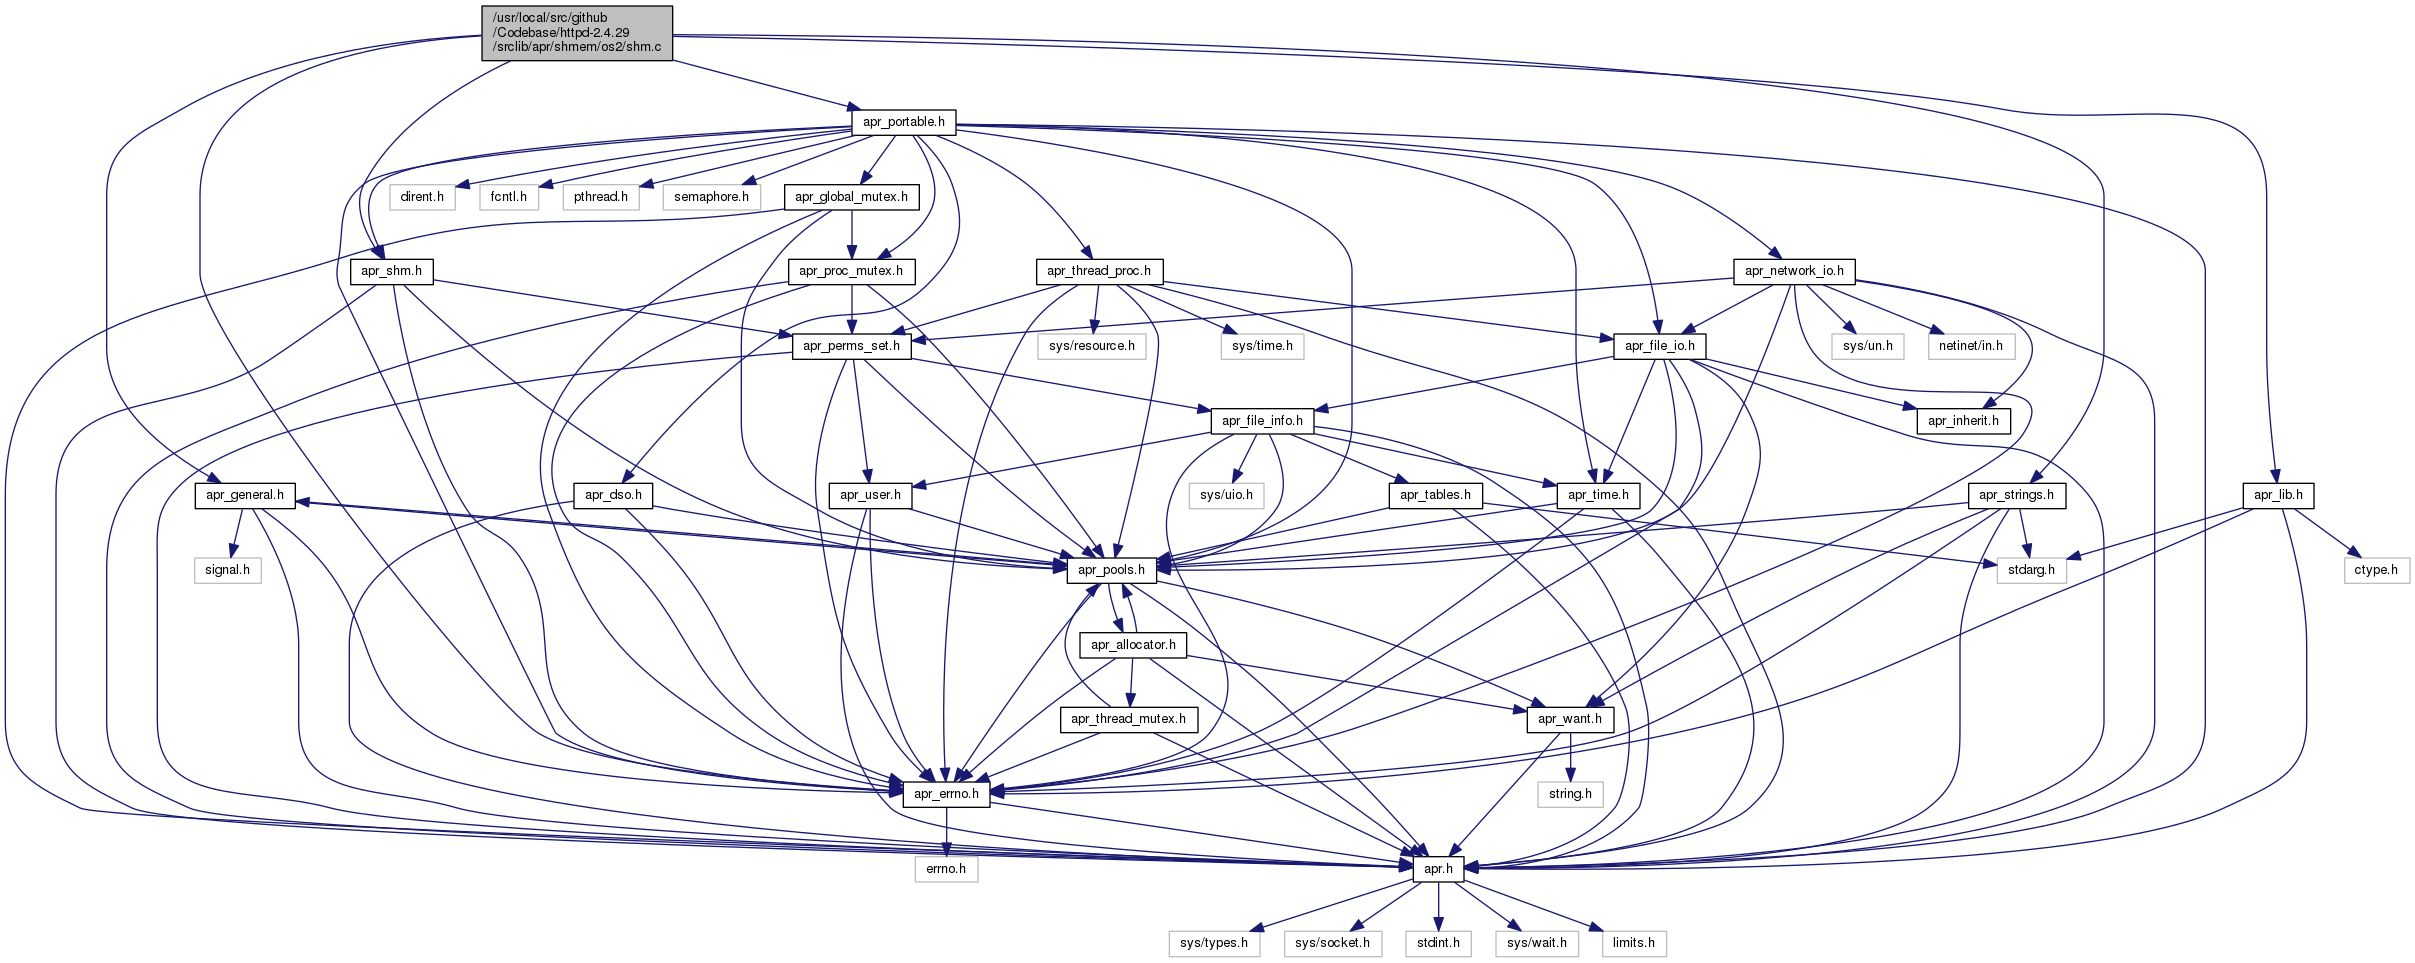 /usr/local/src/github
/Codebase/httpd-2.4.29
/srclib/apr/shmem/os2/shm.c
apr_portable.h
dirent.h
fcntl.h
pthread.h
semaphore.h
apr_global_mutex.h
apr_shm.h
apr_proc_mutex.h
apr_thread_proc.h
apr_network_io.h
apr_perms_set.h
sys/resource.h
sys/time.h
apr_file_io.h
sys/un.h
netinet/in.h
apr_file_info.h
apr_inherit.h
apr_general.h
apr_dso.h
apr_user.h
sys/uio.h
apr_tables.h
apr_time.h
apr_strings.h
apr_lib.h
signal.h
apr_pools.h
stdarg.h
ctype.h
apr_allocator.h
apr_thread_mutex.h
apr_want.h
apr_errno.h
string.h
errno.h
apr.h
sys/types.h
sys/socket.h
stdint.h
sys/wait.h
limits.h